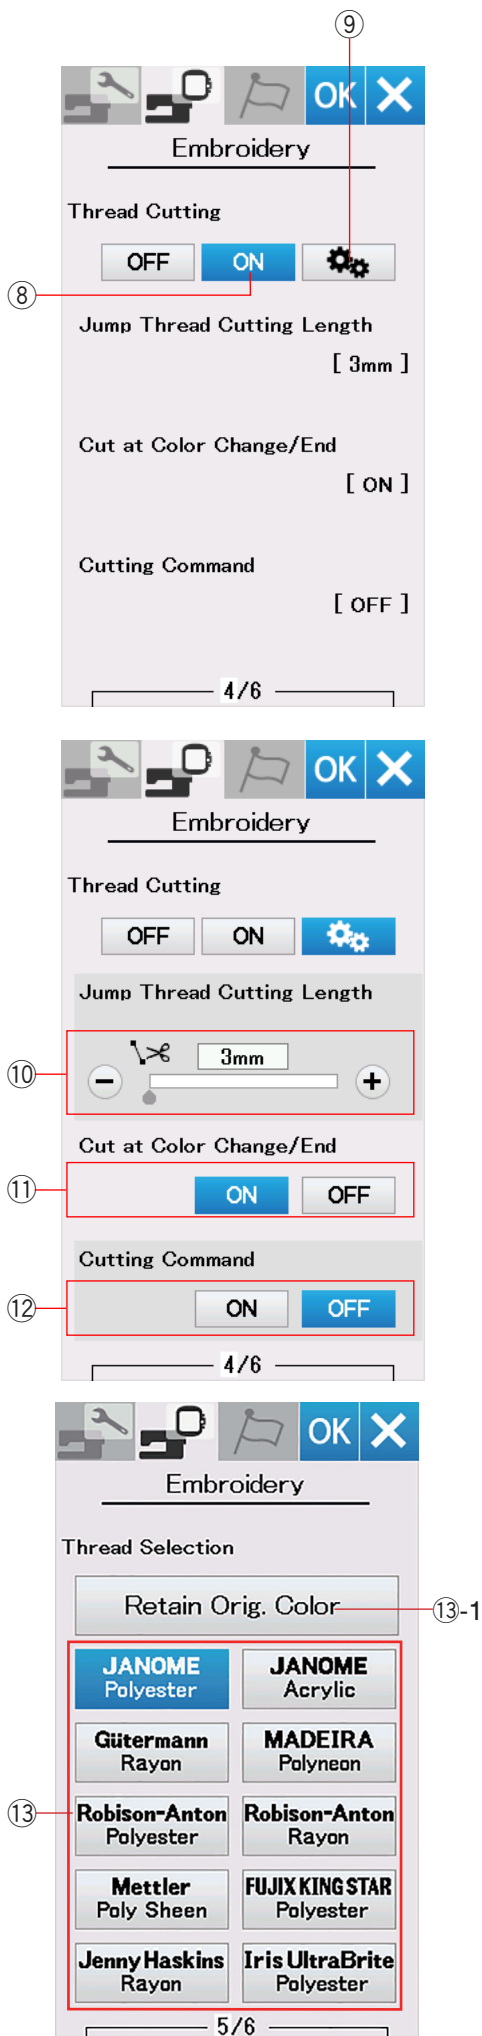 ⑨
OK
Embroidery
Thread Cutting
OFF ON
⑧
Jump Thread Cutting Length
[ 3mm ]
Cut at Color Change/End
[ ON ]
Cutting Command
[ OFF ]
4/6
OK
Embroidery
Thread Cutting
OFF ON
Jump Thread Cutting Length
⑩
− 3mm +
Cut at Color Change/End
⑪ ON OFF
Cutting Command
⑫ ON OFF
4/6
OK
Embroidery
Thread Selection
Retain Orig. Color ⑬-1
JANOME JANOME
Polyester Acrylic
Gütermann MADEIRA
Rayon Polyneon
⑬ Robison-Anton Robison-Anton
Polyester Rayon
Mettler FUJIX KING STAR
Poly Sheen Polyester
Jenny Haskins Iris UltraBrite
Rayon Polyester
5/6